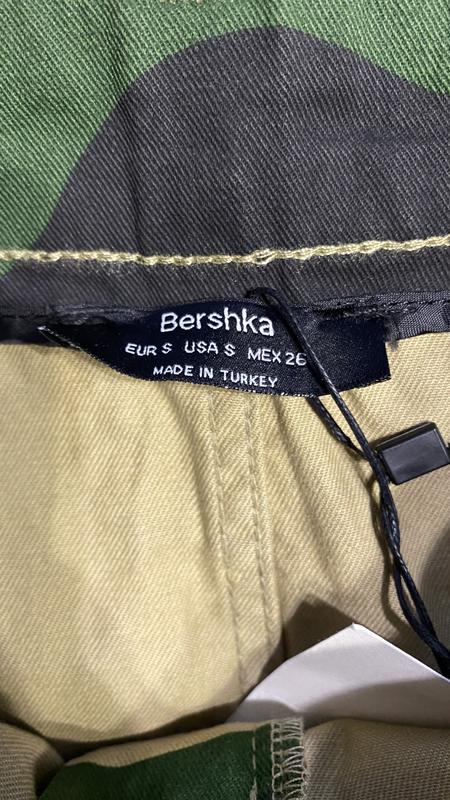 Bershka
EUR S USA S MEX 26
MADE IN TURKEY